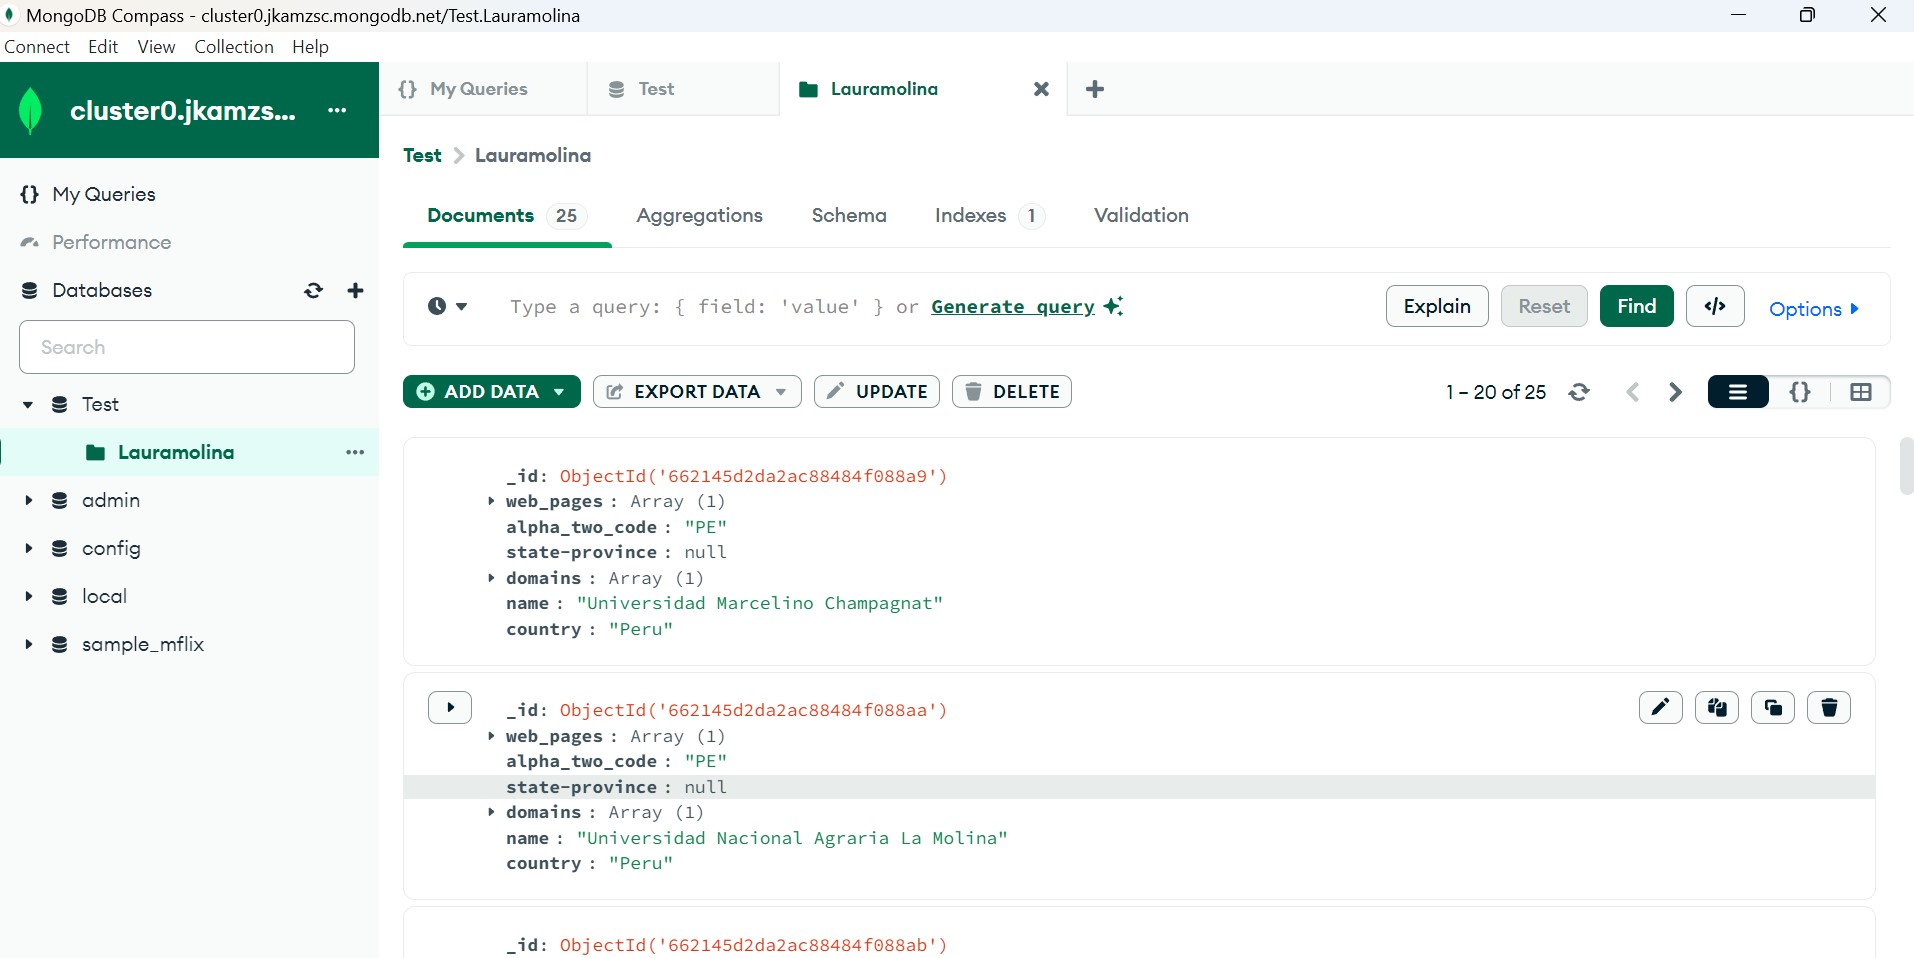 MongoDB Compass - cluster0.jkamzsc.mongodb.net/Test.Lauramolina
Connect Edit View Collection Help
cluster0.jkamzs... ...
{} My Queries
Test
Lauramolina
Test > Lauramolina
My Queries
Performance
Databases
Search
Test
Lauramolina ...
admin
config
local
sample_mflix
Documents 25 Aggregations Schema Indexes 1 Validation
Type a query: { field: 'value' } or Generate query
Explain Reset Find </> Options
ADD DATA EXPORT DATA UPDATE DELETE
1 – 20 of 25 {}
_id: ObjectId('662145d2da2ac88484f088a9')
web_pages : Array (1)
alpha_two_code : "PE"
state-province : null
domains : Array (1)
name : "Universidad Marcelino Champagnat"
country : "Peru"
_id: ObjectId('662145d2da2ac88484f088aa')
web_pages : Array (1)
alpha_two_code : "PE"
state-province : null
domains : Array (1)
name : "Universidad Nacional Agraria La Molina"
country : "Peru"
_id: ObjectId('662145d2da2ac88484f088ab')